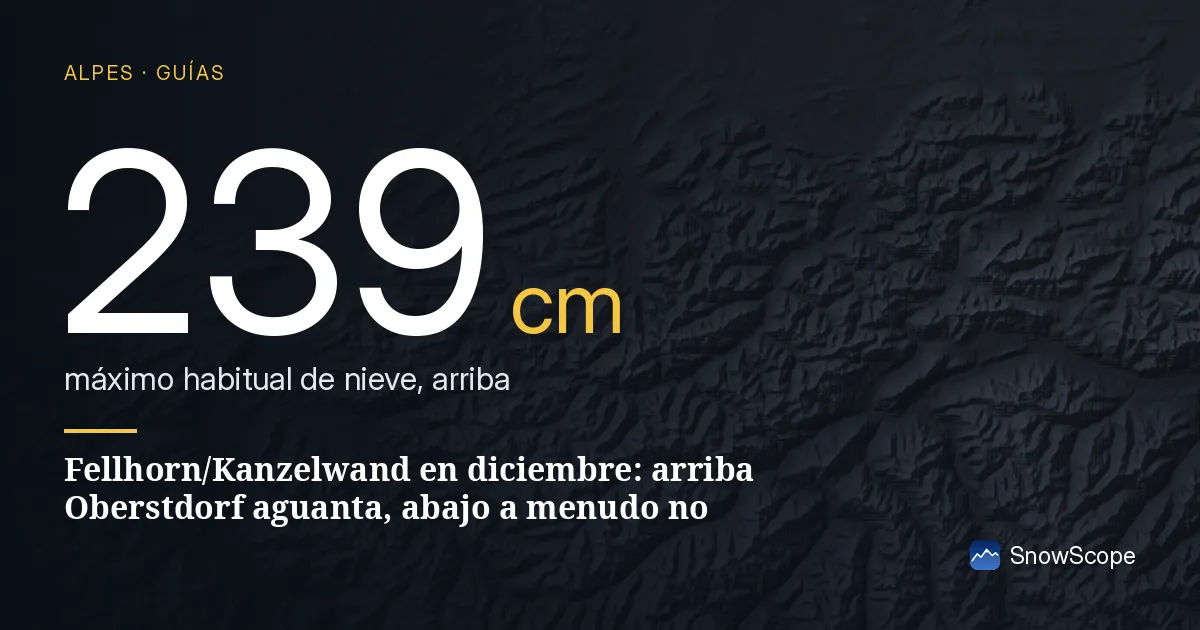 ALPES · GUÍAS
239 cm
máximo habitual de nieve, arriba
Fellhorn/Kanzelwand en diciembre: arriba
Oberstdorf aguanta, abajo a menudo no
SnowScope